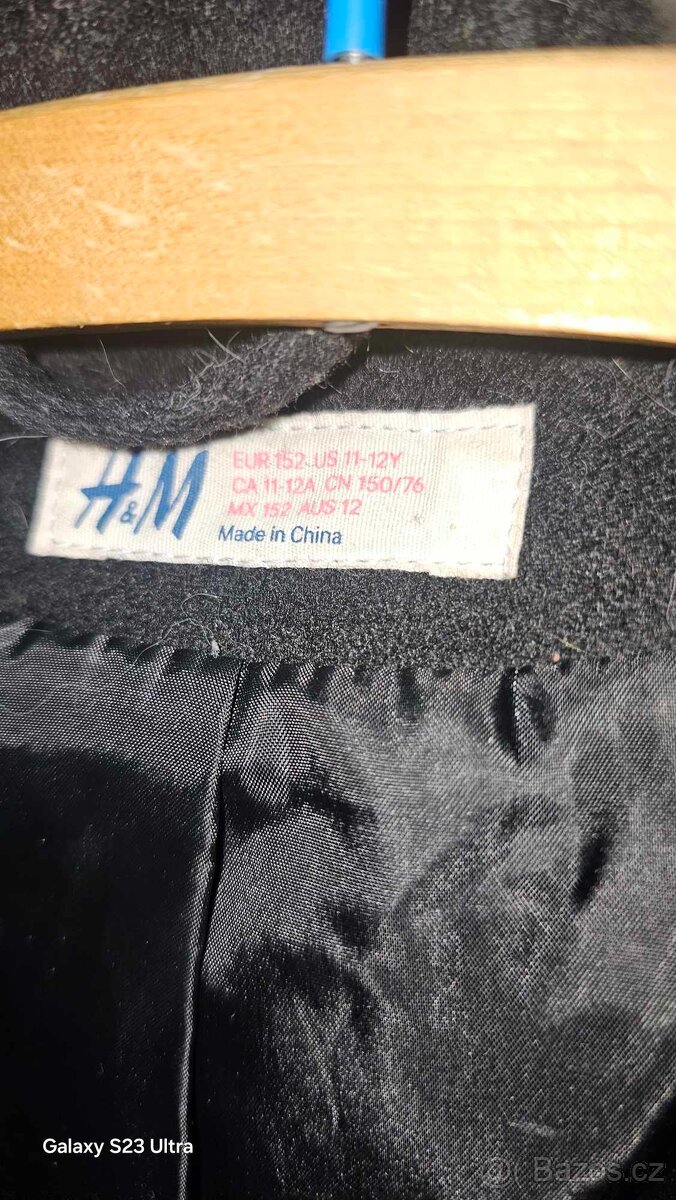 H&M
EUR 152 US 11-12Y
CA 11-12A CN 150/76
MX 152 AUS 12
Made in China
Galaxy S23 Ultra
Bazos.cz